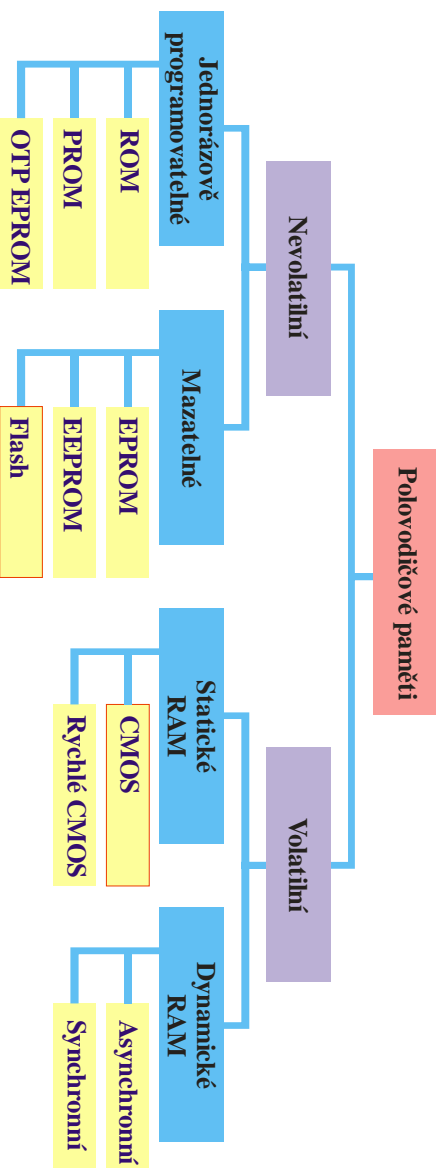 Polovodičové paměti
Nevolatilní
Volatilní
Jednorázově
programovatelné
Mazatelné
Statické
RAM
Dynamické
RAM
ROM
PROM
OTP EPROM
EPROM
EEPROM
Flash
CMOS
Rychlé CMOS
Asynchronní
Synchronní